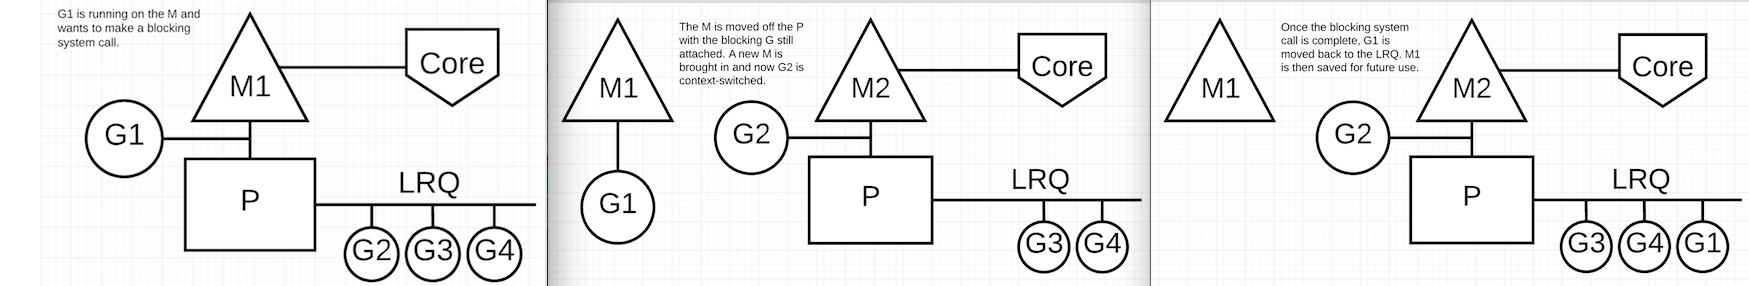 G1 is running on the M and
wants to make a blocking
system call.
M1
Core
G1
P
LRQ
G2 G3 G4
The M is moved off the P
with the blocking G still
attached. A new M is
brought in and now G2 is
context-switched.
M1
M2
Core
G2
G1
P
LRQ
G3 G4
Once the blocking system
call is complete, G1 is
moved back to the LRQ. M1
is then saved for future use.
M1
M2
Core
G2
P
LRQ
G3 G4 G1